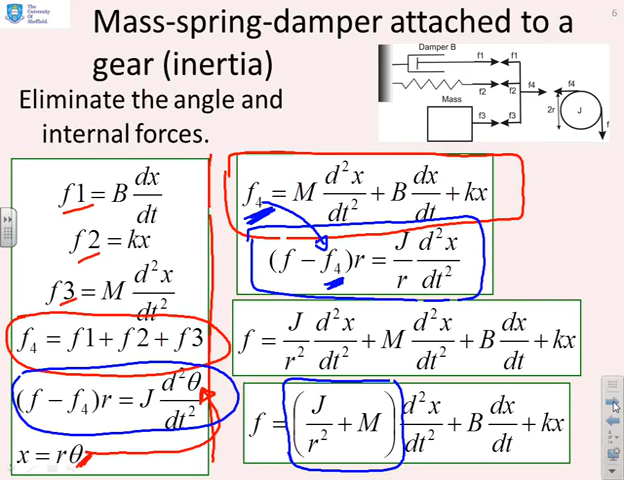 The
University
Of
Sheffield.
6
Mass-spring-damper attached to a
gear (inertia)
Eliminate the angle and
internal forces.
Damper B
f1 f1
f2 f2
f4 f4
Mass
f3 f3
2r
J
f
f1 = B dx/dt
f2 = kx
f3 = M d²x/dt²
f₄ = f1 + f2 + f3
(f − f₄)r = J d²θ/dt²
x = rθ
f₄ = M d²x/dt² + B dx/dt + kx
(f − f₄)r = J/r d²x/dt²
f = J/r² d²x/dt² + M d²x/dt² + B dx/dt + kx
f = (J/r² + M) d²x/dt² + B dx/dt + kx